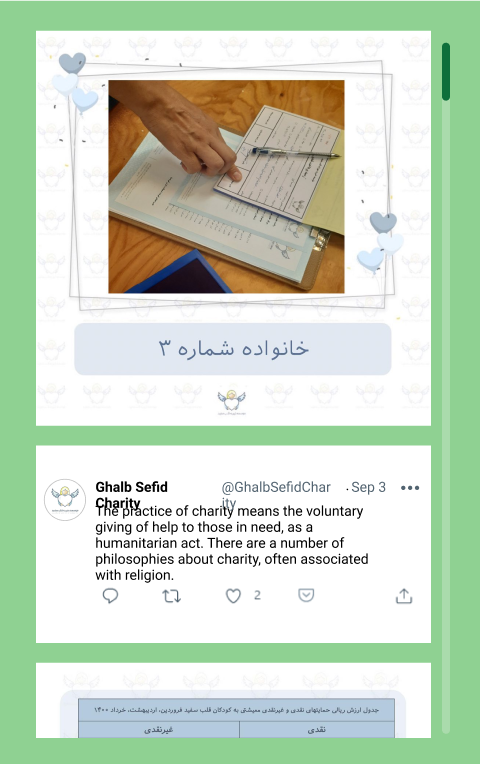 خانواده شماره ۳
Ghalb Sefid
Charity
@GhalbSefidChar
ity
. Sep 3
The practice of charity means the voluntary
giving of help to those in need, as a
humanitarian act. There are a number of
philosophies about charity, often associated
with religion.
2
جدول ارزش ریالی حمایتهای نقدی و غیرنقدی معیشتی به کودکان قلب سفید فروردین، اردیبهشت، خرداد ۱۴۰۰
نقدی
غیرنقدی